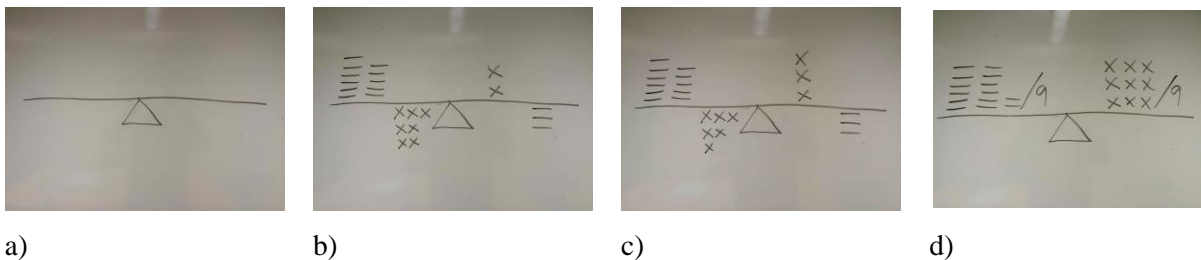 ×
×
× × ×
× ×
× ×
×
×
×
× × ×
× ×
×
/9
× × ×
× × × /9
× × ×
a) b) c) d)